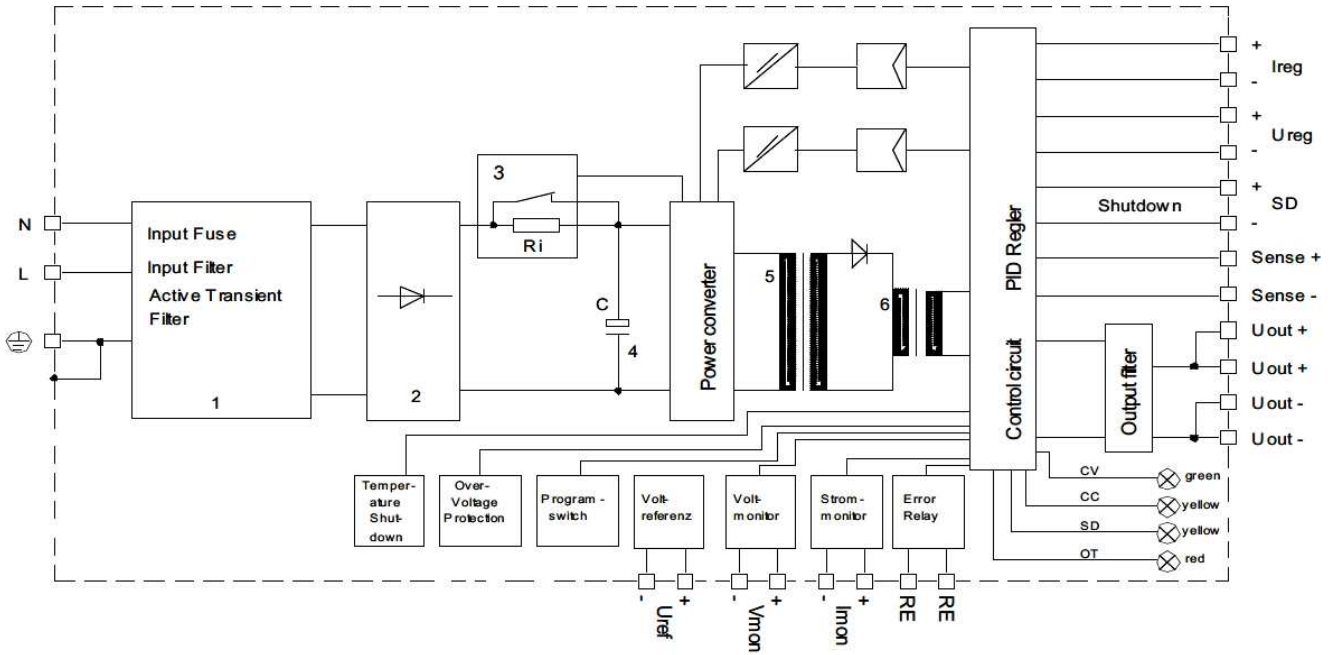 N
L
Input Fuse
Input Filter
Active Transient
Filter
1
2
3
Ri
C
4
Power converter
5
6
PID Regler
Control circuit
Shutdown
Output filter
+
Ireg
-
+
Ureg
-
+
SD
-
Sense +
Sense -
Uout +
Uout +
Uout -
Uout -
CV
green
CC
yellow
SD
yellow
OT
red
Temper-
ature
Shut-
down
Over-
Voltage
Protection
Program-
switch
Volt-
referenz
Volt-
monitor
Strom-
monitor
Error
Relay
- Uref +
- Vmon +
- Imon +
RE
RE